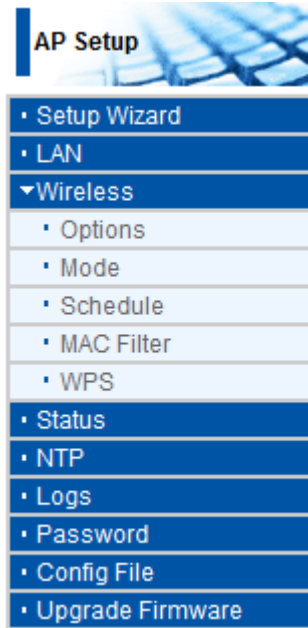 AP Setup
Setup Wizard
LAN
Wireless
Options
Mode
Schedule
MAC Filter
WPS
Status
NTP
Logs
Password
Config File
Upgrade Firmware